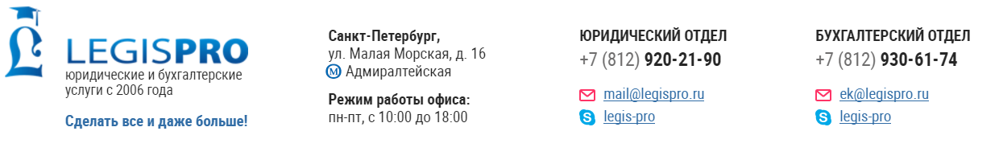 LEGISPRO
юридические и бухгалтерские
услуги с 2006 года
Сделать все и даже больше!
Санкт-Петербург,
ул. Малая Морская, д. 16
М Адмиралтейская
Режим работы офиса:
пн-пт, с 10:00 до 18:00
ЮРИДИЧЕСКИЙ ОТДЕЛ
+7 (812) 920-21-90
mail@legispro.ru
legis-pro
БУХГАЛТЕРСКИЙ ОТДЕЛ
+7 (812) 930-61-74
ek@legispro.ru
legis-pro